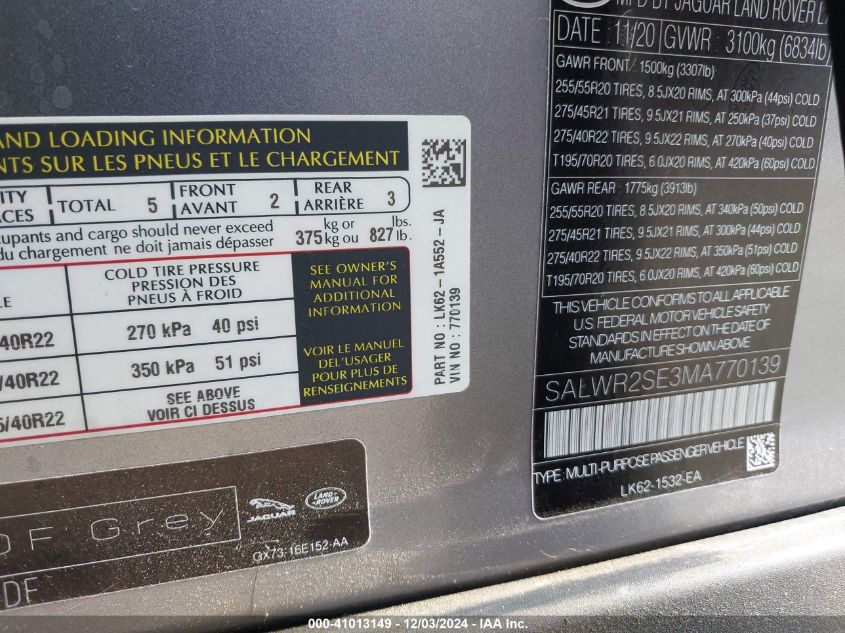 AND LOADING INFORMATION
ENTS SUR LES PNEUS ET LE CHARGEMENT
ITY TOTAL 5 FRONT 2 REAR 3
ACES AVANT ARRIÈRE
cupants and cargo should never exceed 375 kg or 827 lbs.
du chargement ne doit jamais dépasser kg ou lb.
COLD TIRE PRESSURE
PRESSION DES
PNEUS À FROID
40R22 270 kPa 40 psi
/40R22 350 kPa 51 psi
5/40R22 SEE ABOVE
VOIR CI DESSUS
SEE OWNER'S
MANUAL FOR
ADDITIONAL
INFORMATION
VOIR LE MANUEL
DEL'USAGER
POUR PLUS DE
RENSEIGNEMENTS
PART NO : LK62 - 1A552 - JA
VIN NO : 770139
MFD BY JAGUAR LAND ROVER L
DATE : 11/20 GVWR : 3100kg (6834lb)
GAWR FRONT / 1500kg (3307lb)
255/55R20 TIRES, 8.5JX20 RIMS, AT 300kPa (44psi) COLD
275/45R21 TIRES, 9.5JX21 RIMS, AT 250kPa (37psi) COLD
275/40R22 TIRES, 9.5JX22 RIMS, AT 270kPa (40psi) COLD
T195/70R20 TIRES, 6.0JX20 RIMS, AT 420kPa (60psi) COLD
GAWR REAR : 1775kg (3913lb)
255/55R20 TIRES, 8.5JX20 RIMS, AT 340kPa (50psi) COLD
275/45R21 TIRES, 9.5JX21 RIMS, AT 300kPa (44psi) COLD
275/40R22 TIRES, 9.5JX22 RIMS, AT 350kPa (51psi) COLD
T195/70R20 TIRES, 6.0JX20 RIMS, AT 420kPa (60psi) COLD
THIS VEHICLE CONFORMS TO ALL APPLICABLE
U.S. FEDERAL MOTOR VEHICLE SAFETY
STANDARDS IN EFFECT ON THE DATE OF
MANUFACTURE SHOWN ABOVE
SALWR2SE3MA770139
TYPE: MULTI-PURPOSE PASSENGER VEHICLE
LK62-1532-EA
DF Grey
JAGUAR
LAND ROVER
GX73-16E152-AA
DF
000-41013149 - 12/03/2024 - IAA Inc.